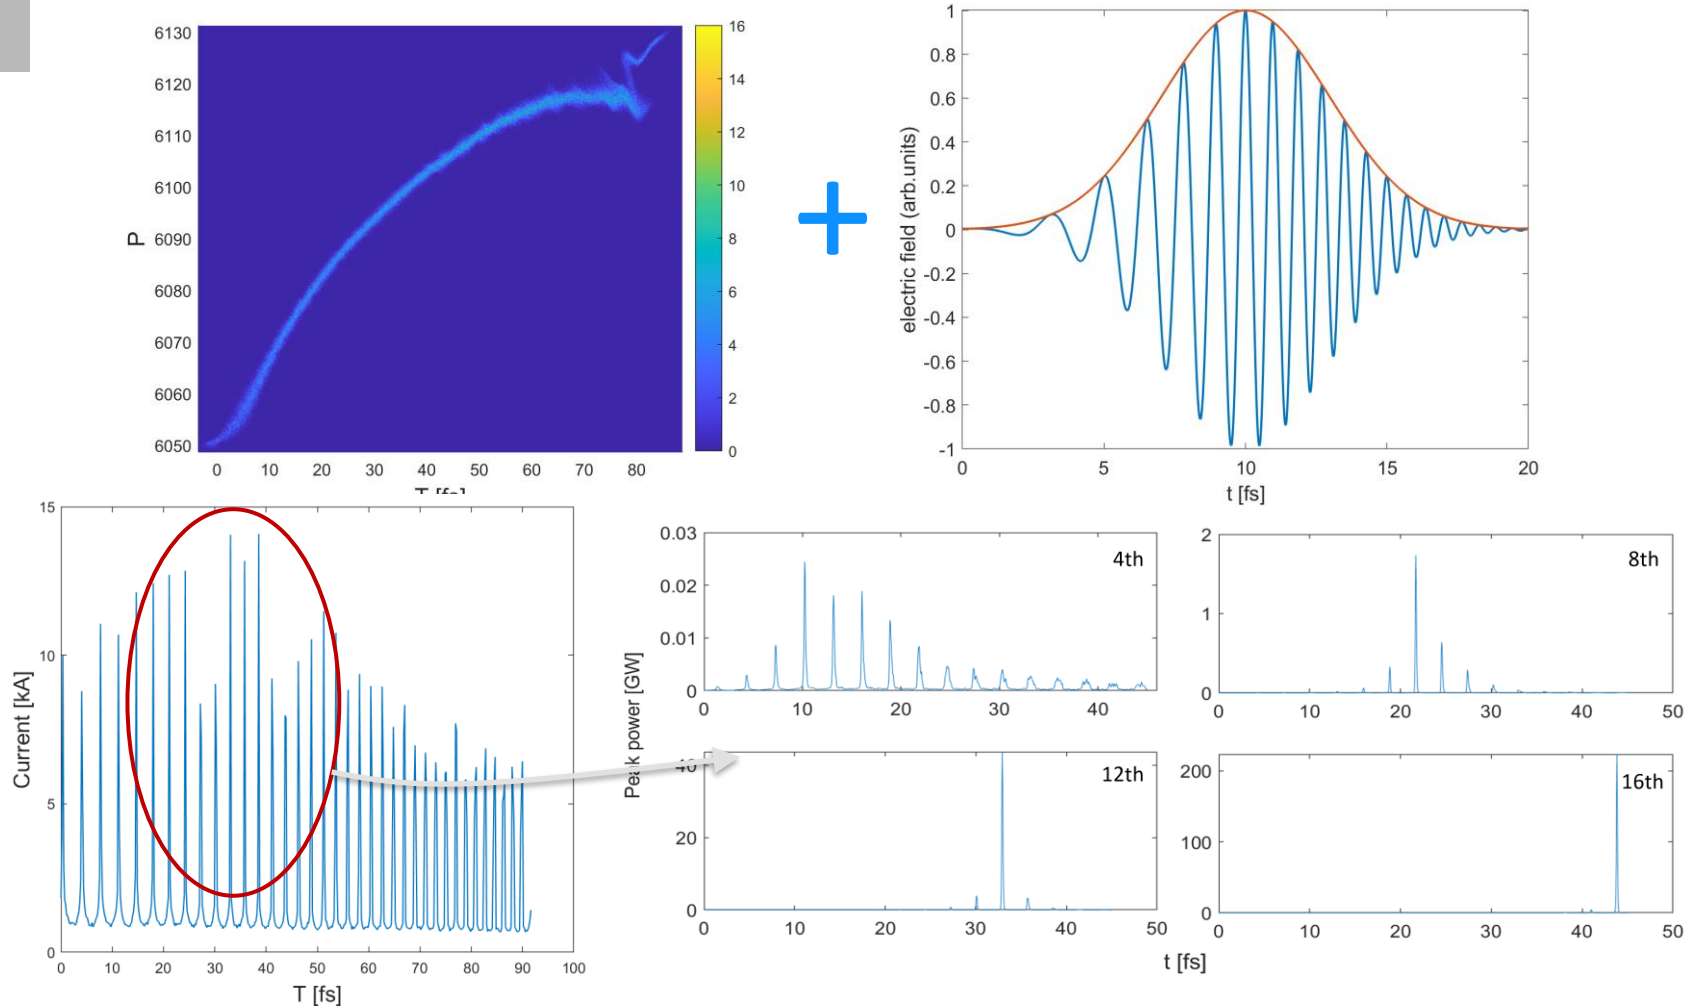 6130
6120
6110
6100
6090
6080
6070
6060
6050
P
0 10 20 30 40 50 60 70 80
T [fs]
16
14
12
10
8
6
4
2
0
1
0.8
0.6
0.4
0.2
0
-0.2
-0.4
-0.6
-0.8
-1
electric field (arb.units)
0 5 10 15 20
t [fs]
15
10
5
0
Current [kA]
0 10 20 30 40 50 60 70 80 90 100
T [fs]
Peak power [GW]
0.03
0.02
0.01
0
4th
0 10 20 30 40
2
1
0
8th
0 10 20 30 40 50
40
20
0
12th
0 10 20 30 40 50
200
100
0
16th
0 10 20 30 40 50
t [fs]